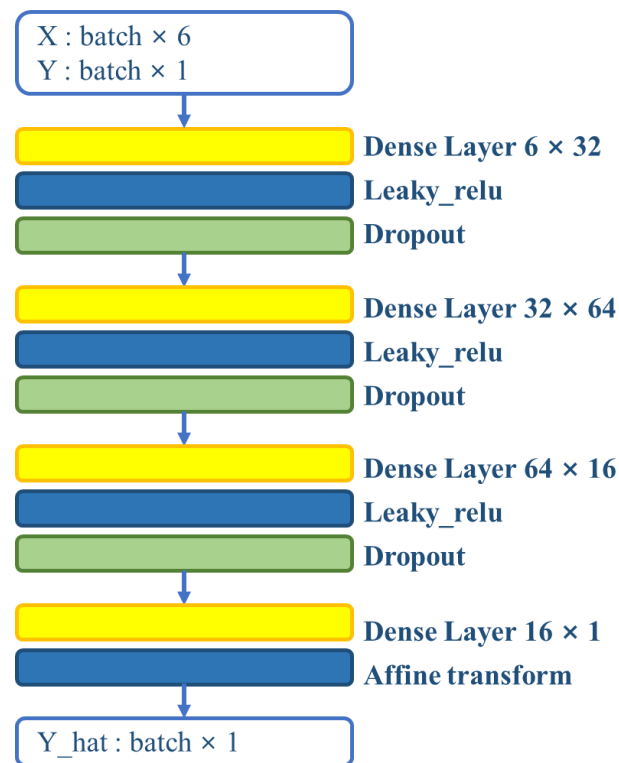 X : batch × 6
Y : batch × 1
Dense Layer 6 × 32
Leaky_relu
Dropout
Dense Layer 32 × 64
Leaky_relu
Dropout
Dense Layer 64 × 16
Leaky_relu
Dropout
Dense Layer 16 × 1
Affine transform
Y_hat : batch × 1